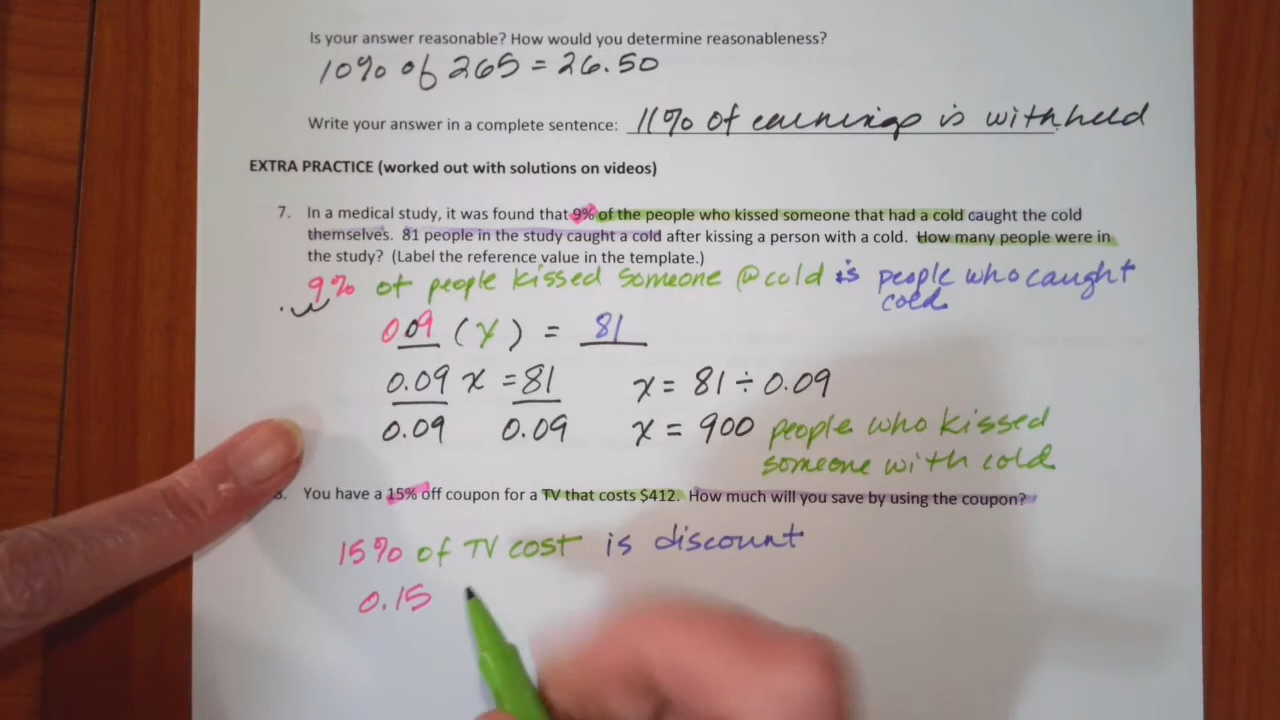 Is your answer reasonable? How would you determine reasonableness?
10% of 265 = 26.50
Write your answer in a complete sentence: 11% of earnings is withheld
EXTRA PRACTICE (worked out with solutions on videos)
7. In a medical study, it was found that 9% of the people who kissed someone that had a cold caught the cold
themselves. 81 people in the study caught a cold after kissing a person with a cold. How many people were in
the study? (Label the reference value in the template.)
9% of people kissed someone @ cold is people who caught
cold
0.09 (x) = 81
0.09 x = 81 x = 81 ÷ 0.09
0.09 0.09 x = 900 people who kissed
someone with cold
You have a 15% off coupon for a TV that costs $412. How much will you save by using the coupon?
15% of TV cost is discount
0.15